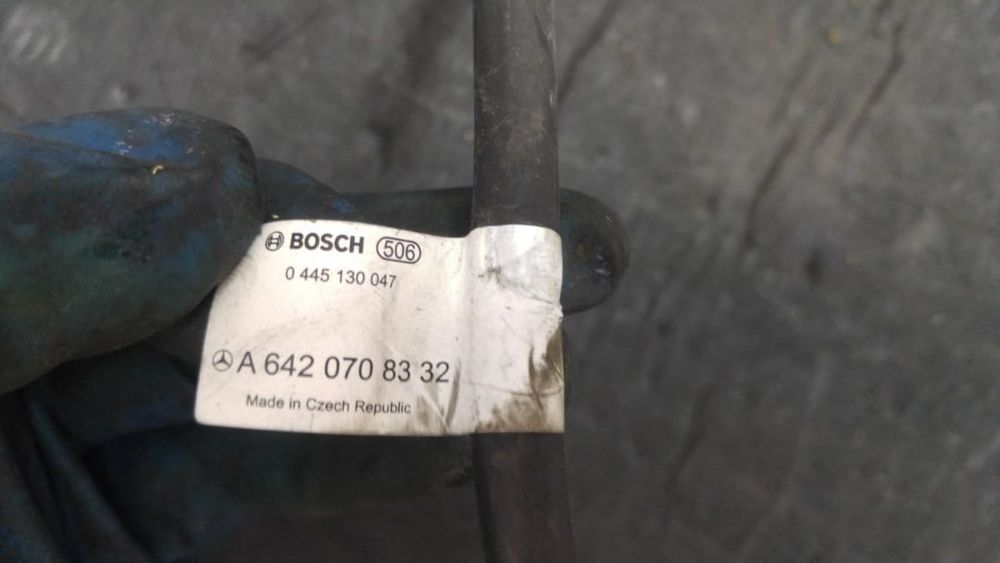 BOSCH 506
0 445 130 047
A 642 070 83 32
Made in Czech Republic